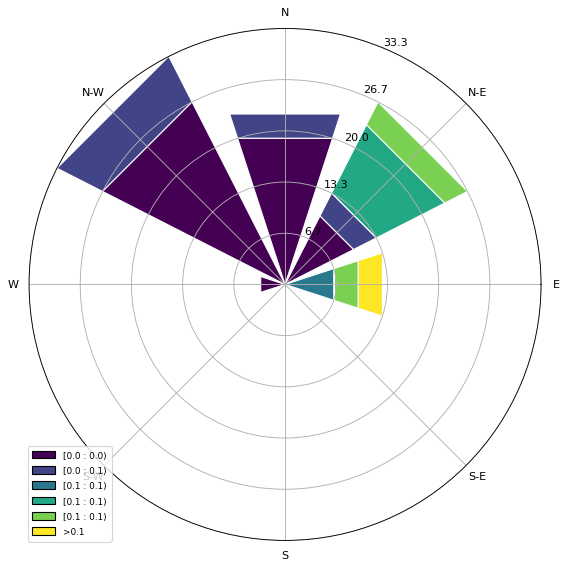 N
33.3
26.7
N-W
N-E
20.0
13.3
6
W
E
[0.0 : 0.0)
[0.0 : 0.1)
[0.1 : 0.1)
[0.1 : 0.1)
[0.1 : 0.1)
>0.1
S-W
S-E
S